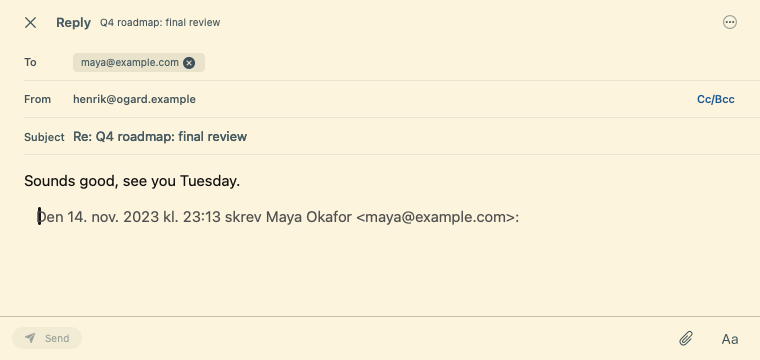 Reply Q4 roadmap: final review
To maya@example.com
From henrik@ogard.example Cc/Bcc
Subject Re: Q4 roadmap: final review
Sounds good, see you Tuesday.
Den 14. nov. 2023 kl. 23:13 skrev Maya Okafor <maya@example.com>:
Send Aa